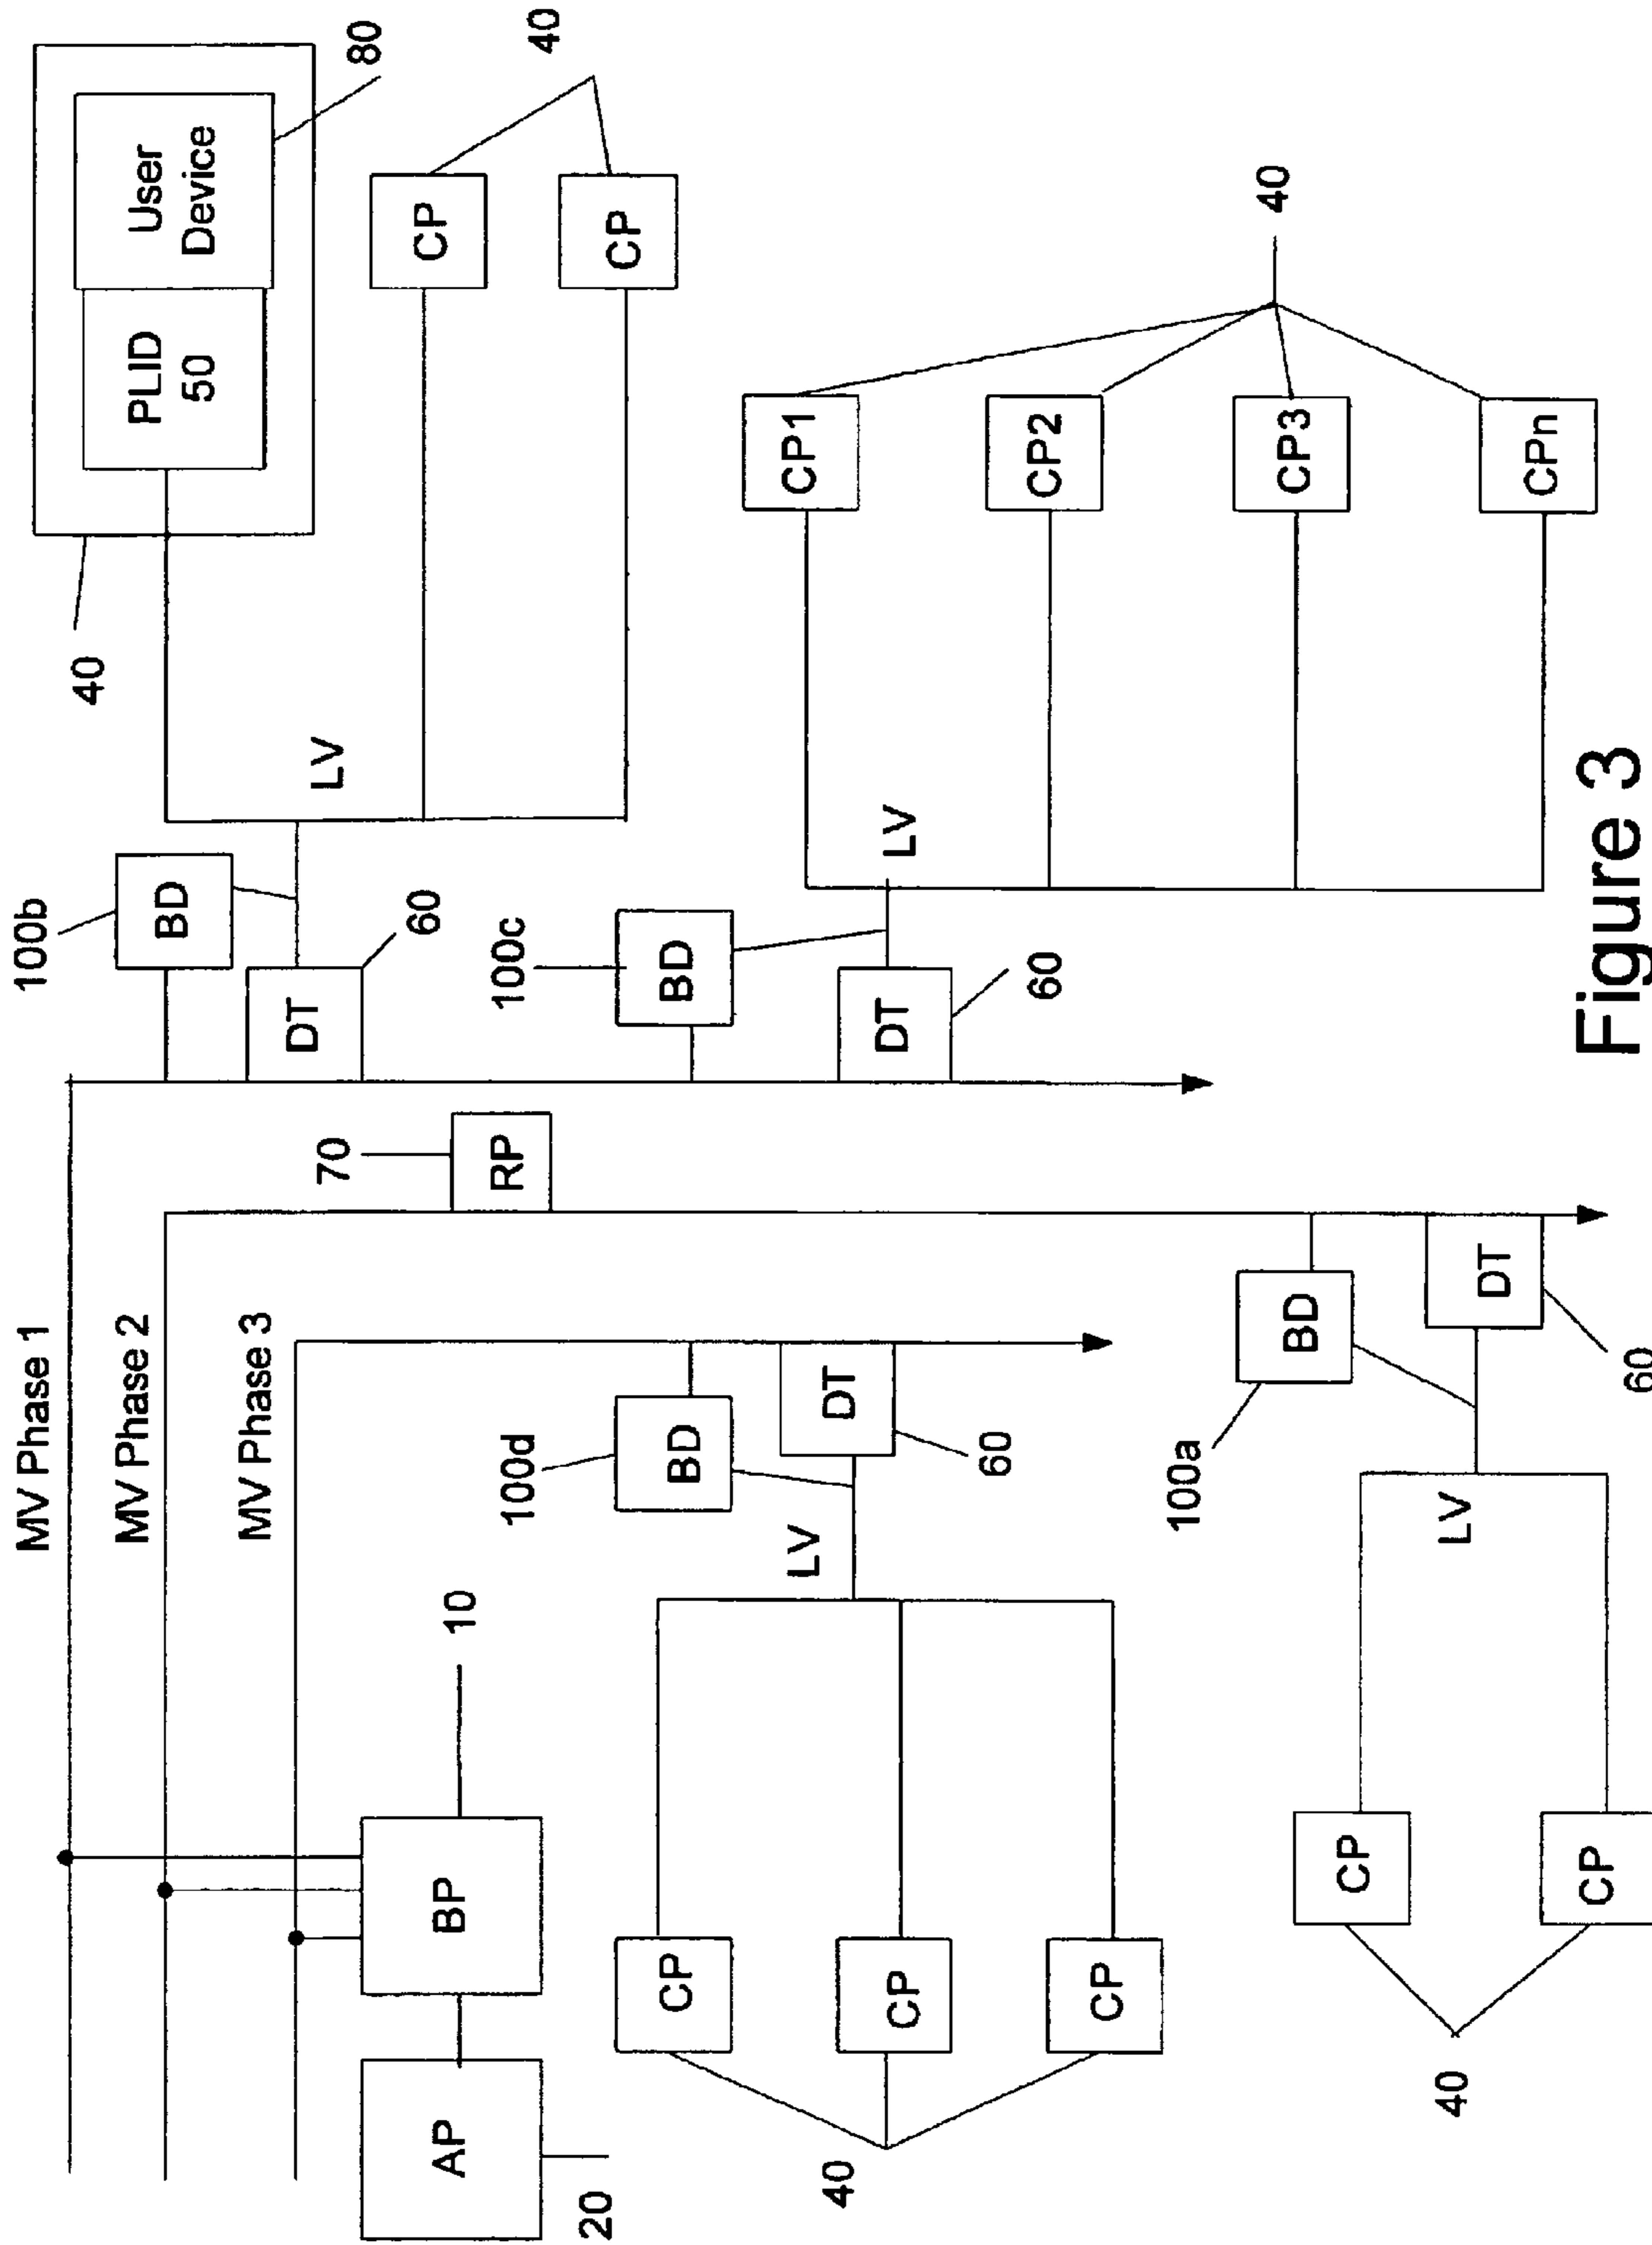 MV Phase 1
MV Phase 2
MV Phase 3
AP
20
BP
10
CP
CP
CP
40
LV
100d
BD
DT
60
CP
CP
40
LV
100a
BD
DT
60
70
RP
100b
BD
DT
60
LV
40
PLID
50
User
Device
80
CP
CP
40
100c
BD
DT
60
LV
CP1
CP2
CP3
CPn
40
Figure 3